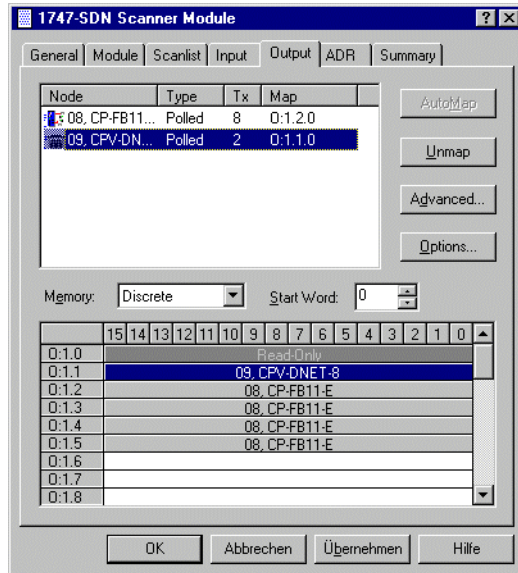 1747-SDN Scanner Module
General Module Scanlist Input Output ADR Summary
Node Type Tx Map
08, CP-FB11... Polled 8 O:1.2.0
09, CPV-DN... Polled 2 O:1.1.0
AutoMap
Unmap
Advanced...
Options...
Memory: Discrete Start Word: 0
15 14 13 12 11 10 9 8 7 6 5 4 3 2 1 0
O:1.0 Read-Only
O:1.1 09, CPV-DNET-8
O:1.2 08, CP-FB11-E
O:1.3 08, CP-FB11-E
O:1.4 08, CP-FB11-E
O:1.5 08, CP-FB11-E
O:1.6
O:1.7
O:1.8
OK Abbrechen Übernehmen Hilfe